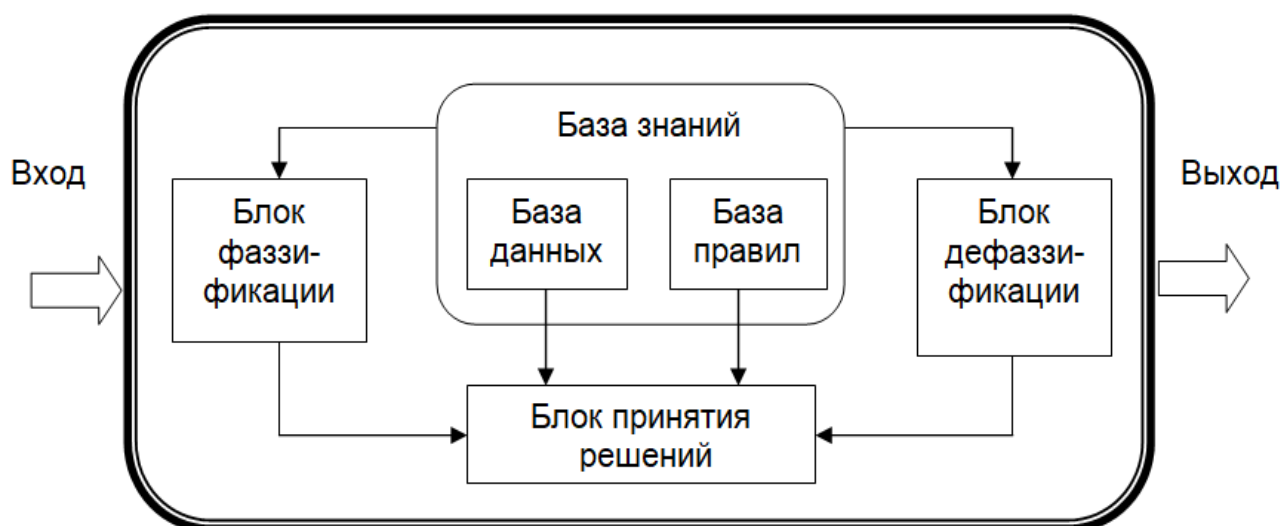 База знаний
Вход
Выход
Блок
фаззи-
фикации
База
данных
База
правил
Блок
дефаззи-
фикации
Блок принятия
решений